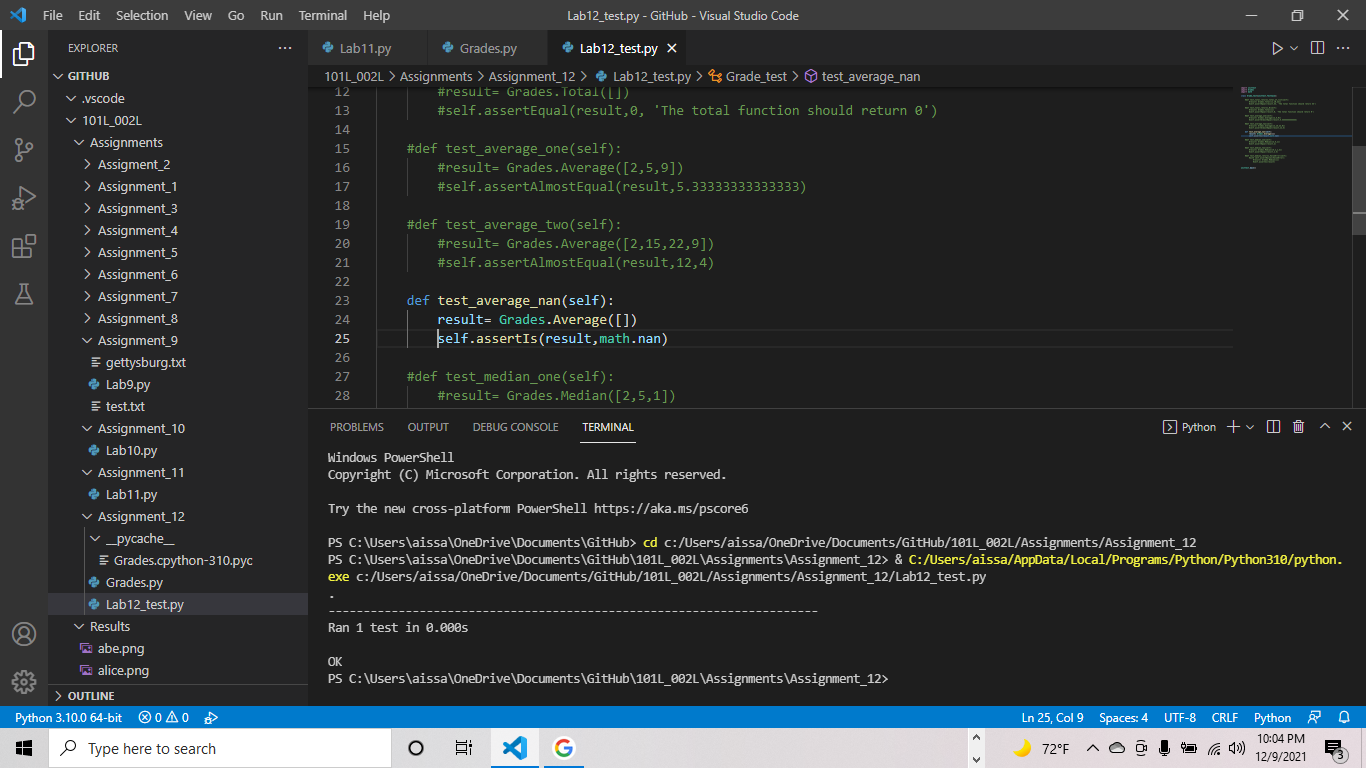 File Edit Selection View Go Run Terminal Help
Lab12_test.py - GitHub - Visual Studio Code
EXPLORER
GITHUB
.vscode
101L_002L
Assignments
Assigment_2
Assignment_1
Assignment_3
Assignment_4
Assignment_5
Assignment_6
Assignment_7
Assignment_8
Assignment_9
gettysburg.txt
Lab9.py
test.txt
Assignment_10
Lab10.py
Assignment_11
Lab11.py
Assignment_12
__pycache__
Grades.cpython-310.pyc
Grades.py
Lab12_test.py
Results
abe.png
alice.png
OUTLINE
Lab11.py Grades.py Lab12_test.py
101L_002L > Assignments > Assignment_12 > Lab12_test.py > Grade_test > test_average_nan
12 #result= Grades.Total([])
13 #self.assertEqual(result,0, 'The total function should return 0')
14
15 #def test_average_one(self):
16 #result= Grades.Average([2,5,9])
17 #self.assertAlmostEqual(result,5.33333333333333)
18
19 #def test_average_two(self):
20 #result= Grades.Average([2,15,22,9])
21 #self.assertAlmostEqual(result,12,4)
22
23 def test_average_nan(self):
24 result= Grades.Average([])
25 self.assertIs(result,math.nan)
26
27 #def test_median_one(self):
28 #result= Grades.Median([2,5,1])
PROBLEMS OUTPUT DEBUG CONSOLE TERMINAL
Python
Windows PowerShell
Copyright (C) Microsoft Corporation. All rights reserved.
Try the new cross-platform PowerShell https://aka.ms/pscore6
PS C:\Users\aissa\OneDrive\Documents\GitHub> cd c:/Users/aissa/OneDrive/Documents/GitHub/101L_002L/Assignments/Assignment_12
PS C:\Users\aissa\OneDrive\Documents\GitHub\101L_002L\Assignments\Assignment_12> & C:/Users/aissa/AppData/Local/Programs/Python/Python310/python.
exe c:/Users/aissa/OneDrive/Documents/GitHub/101L_002L/Assignments/Assignment_12/Lab12_test.py
.
----------------------------------------------------------------------
Ran 1 test in 0.000s
OK
PS C:\Users\aissa\OneDrive\Documents\GitHub\101L_002L\Assignments\Assignment_12>
Python 3.10.0 64-bit 0 0
Ln 25, Col 9 Spaces: 4 UTF-8 CRLF Python
Type here to search
72°F
10:04 PM
12/9/2021
3